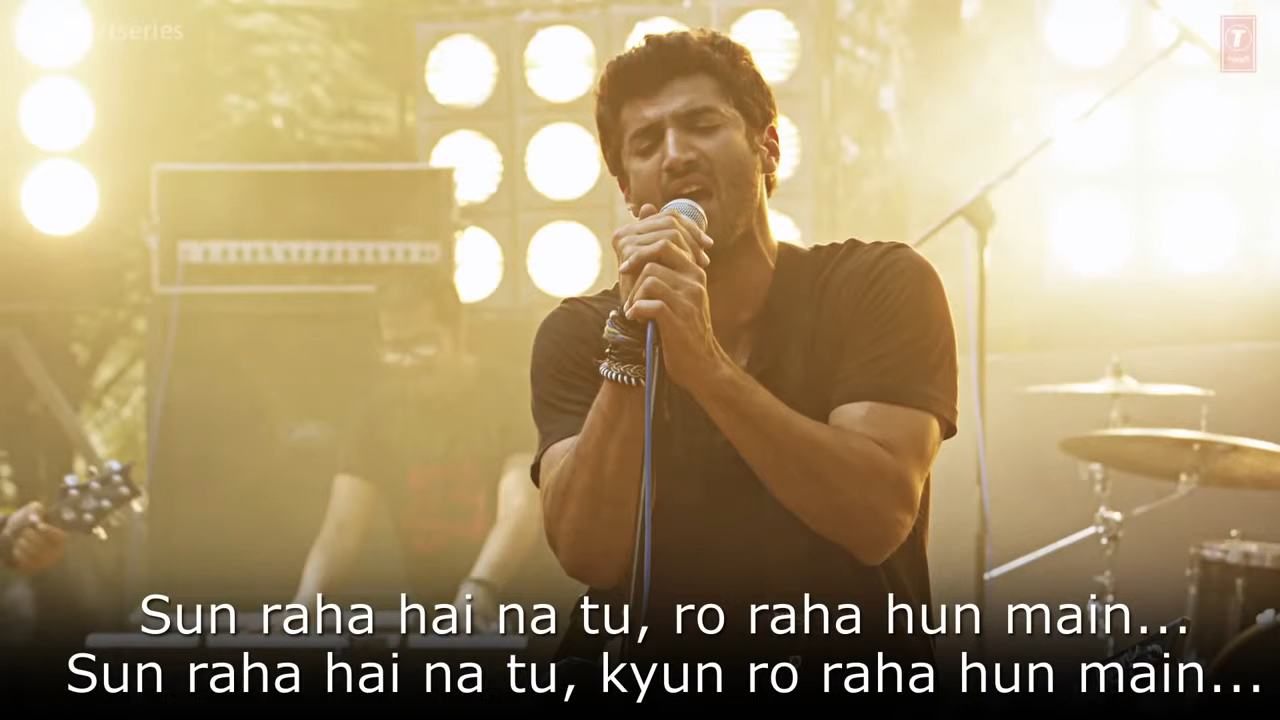 tseries
T
Sun raha hai na tu, ro raha hun main...
Sun raha hai na tu, kyun ro raha hun main...